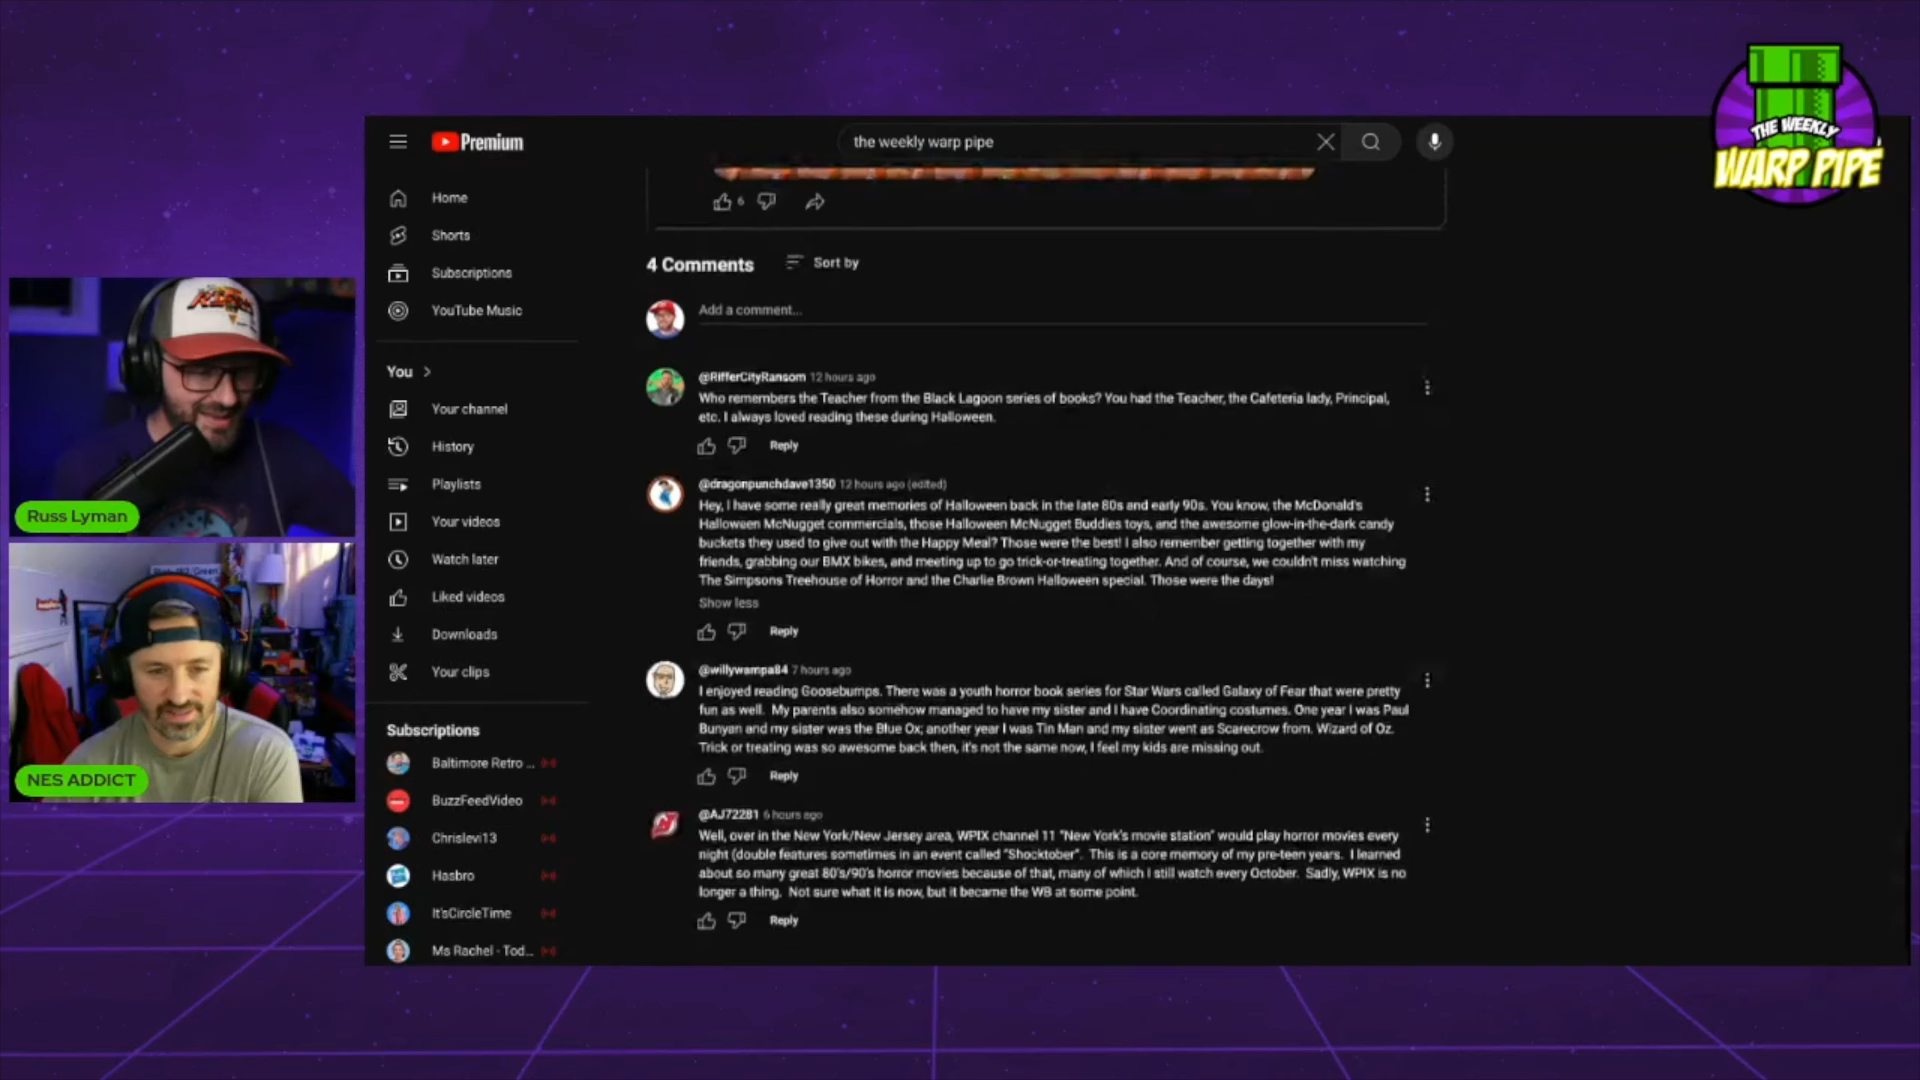 THE WEEKLY
WARP PIPE
Premium
the weekly warp pipe
Home
Shorts
Subscriptions
YouTube Music
You
Your channel
History
Playlists
Your videos
Watch later
Liked videos
Downloads
Your clips
Subscriptions
Baltimore Retro ...
BuzzFeedVideo
Chrislevi13
Hasbro
It'sCircleTime
Ms Rachel - Tod...
6
4 Comments Sort by
Add a comment...
@RifferCityRansom 12 hours ago
Who remembers the Teacher from the Black Lagoon series of books? You had the Teacher, the Cafeteria lady, Principal,
etc. I always loved reading these during Halloween.
Reply
@dragonpunchdave1350 12 hours ago (edited)
Hey, I have some really great memories of Halloween back in the late 80s and early 90s. You know, the McDonald's
Halloween McNugget commercials, those Halloween McNugget Buddies toys, and the awesome glow-in-the-dark candy
buckets they used to give out with the Happy Meal? Those were the best! I also remember getting together with my
friends, grabbing our BMX bikes, and meeting up to go trick-or-treating together. And of course, we couldn't miss watching
The Simpsons Treehouse of Horror and the Charlie Brown Halloween special. Those were the days!
Show less
Reply
@willywampa84 7 hours ago
I enjoyed reading Goosebumps. There was a youth horror book series for Star Wars called Galaxy of Fear that were pretty
fun as well. My parents also somehow managed to have my sister and I have Coordinating costumes. One year I was Paul
Bunyan and my sister was the Blue Ox; another year I was Tin Man and my sister went as Scarecrow from. Wizard of Oz.
Trick or treating was so awesome back then, it's not the same now, I feel my kids are missing out.
Reply
@AJ72281 6 hours ago
Well, over in the New York/New Jersey area, WPIX channel 11 "New York's movie station" would play horror movies every
night (double features sometimes in an event called "Shocktober". This is a core memory of my pre-teen years. I learned
about so many great 80's/90's horror movies because of that, many of which I still watch every October. Sadly, WPIX is no
longer a thing. Not sure what it is now, but it became the WB at some point.
Reply
Russ Lyman
NES ADDICT